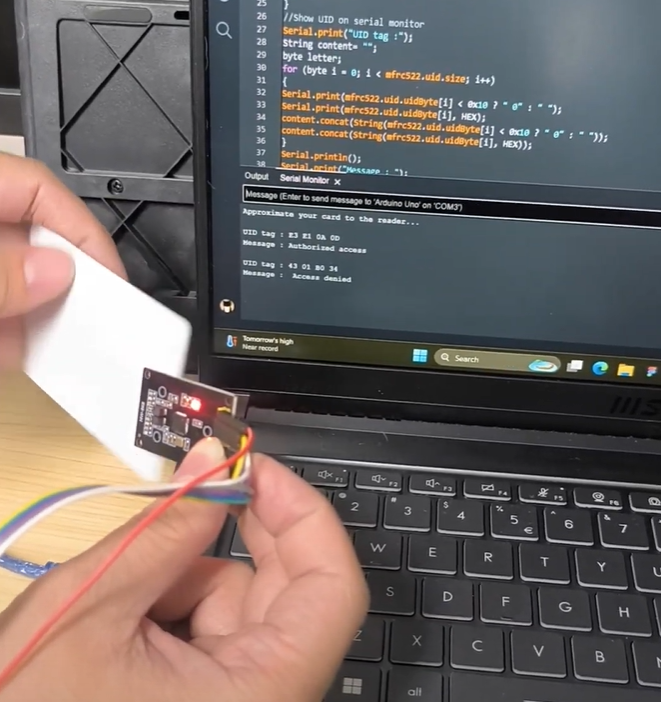 25 }
26 //Show UID on serial monitor
27 Serial.print("UID tag :");
28 String content= "";
29 byte letter;
30 for (byte i = 0; i < mfrc522.uid.size; i++)
31 {
32 Serial.print(mfrc522.uid.uidByte[i] < 0x10 ? " 0" : " ");
33 Serial.print(mfrc522.uid.uidByte[i], HEX);
34 content.concat(String(mfrc522.uid.uidByte[i] < 0x10 ? " 0" : " "));
35 content.concat(String(mfrc522.uid.uidByte[i], HEX));
36 }
37 Serial.println();
38 Serial.print("Message : ");
Output Serial Monitor ×
Message (Enter to send message to 'Arduino Uno' on 'COM3')
Approximate your card to the reader...
UID tag : E3 E1 0A 0D
Message : Authorized access
UID tag : 43 01 B0 34
Message : Access denied
Tomorrow's high
Near record
Search
F1 F2 F3 F4 F5 F6
2 # 3 $ 4 % 5 € ^ 6 & 7
W E R T Y U
S D F G H
Z X C V B
alt